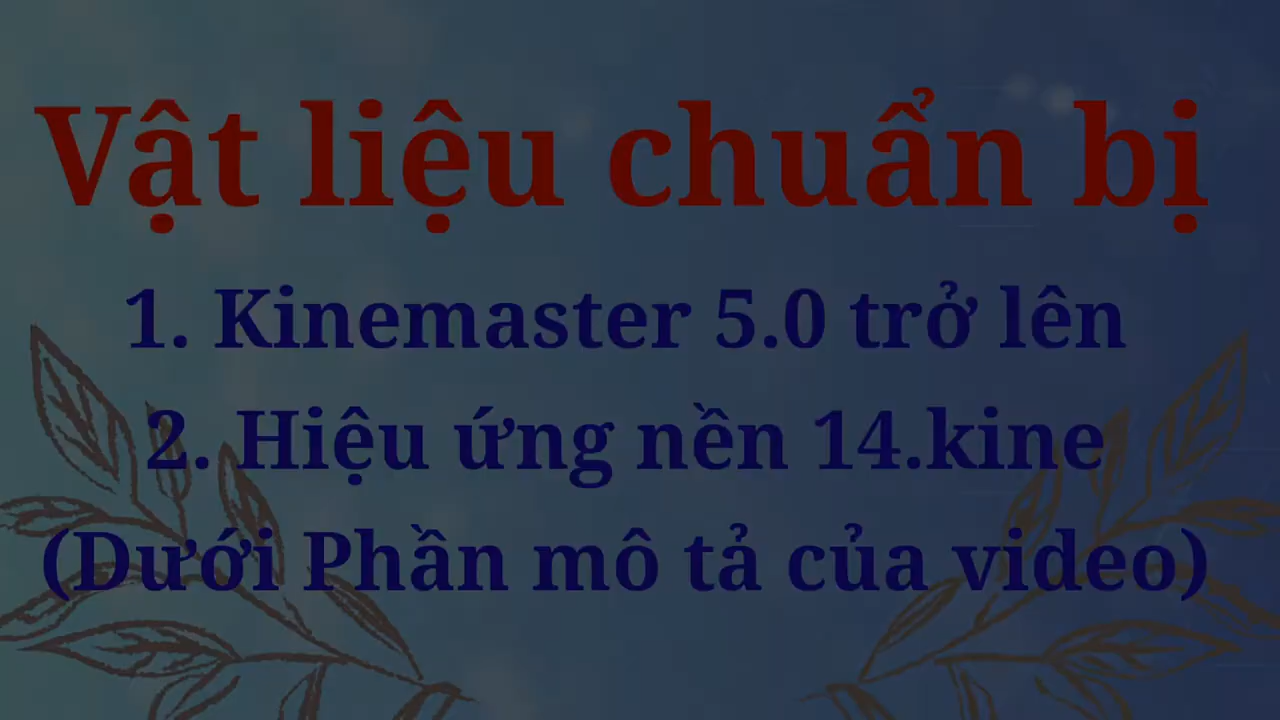 Vật liệu chuẩn bị
1. Kinemaster 5.0 trở lên
2. Hiệu ứng nền 14.kine
(Dưới Phần mô tả của video)